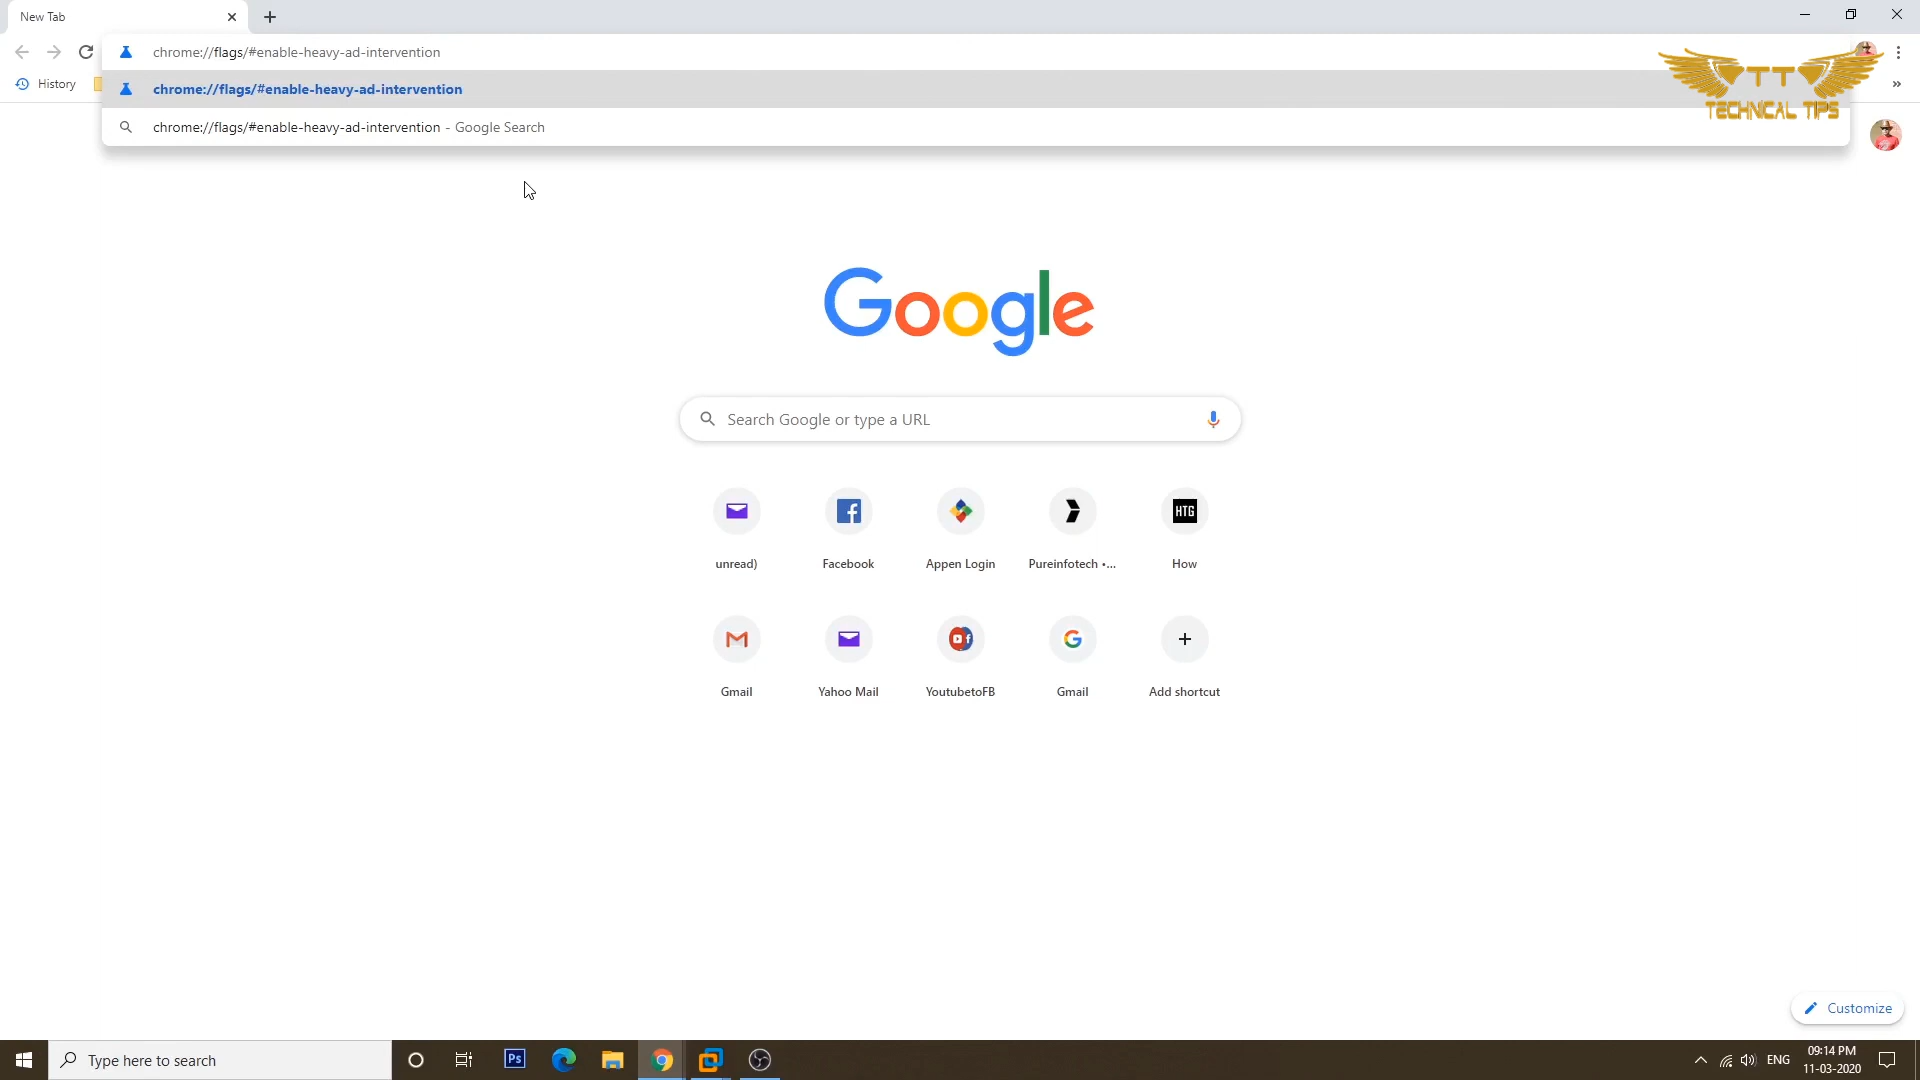 New Tab
chrome://flags/#enable-heavy-ad-intervention
History
chrome://flags/#enable-heavy-ad-intervention
chrome://flags/#enable-heavy-ad-intervention - Google Search
TT
TECHNICAL TIPS
Google
Search Google or type a URL
HTG
unread)
Facebook
Appen Login
Pureinfotech •...
How
Gmail
Yahoo Mail
YoutubetoFB
Gmail
Add shortcut
Customize
Type here to search
Ps
ENG
09:14 PM
11-03-2020